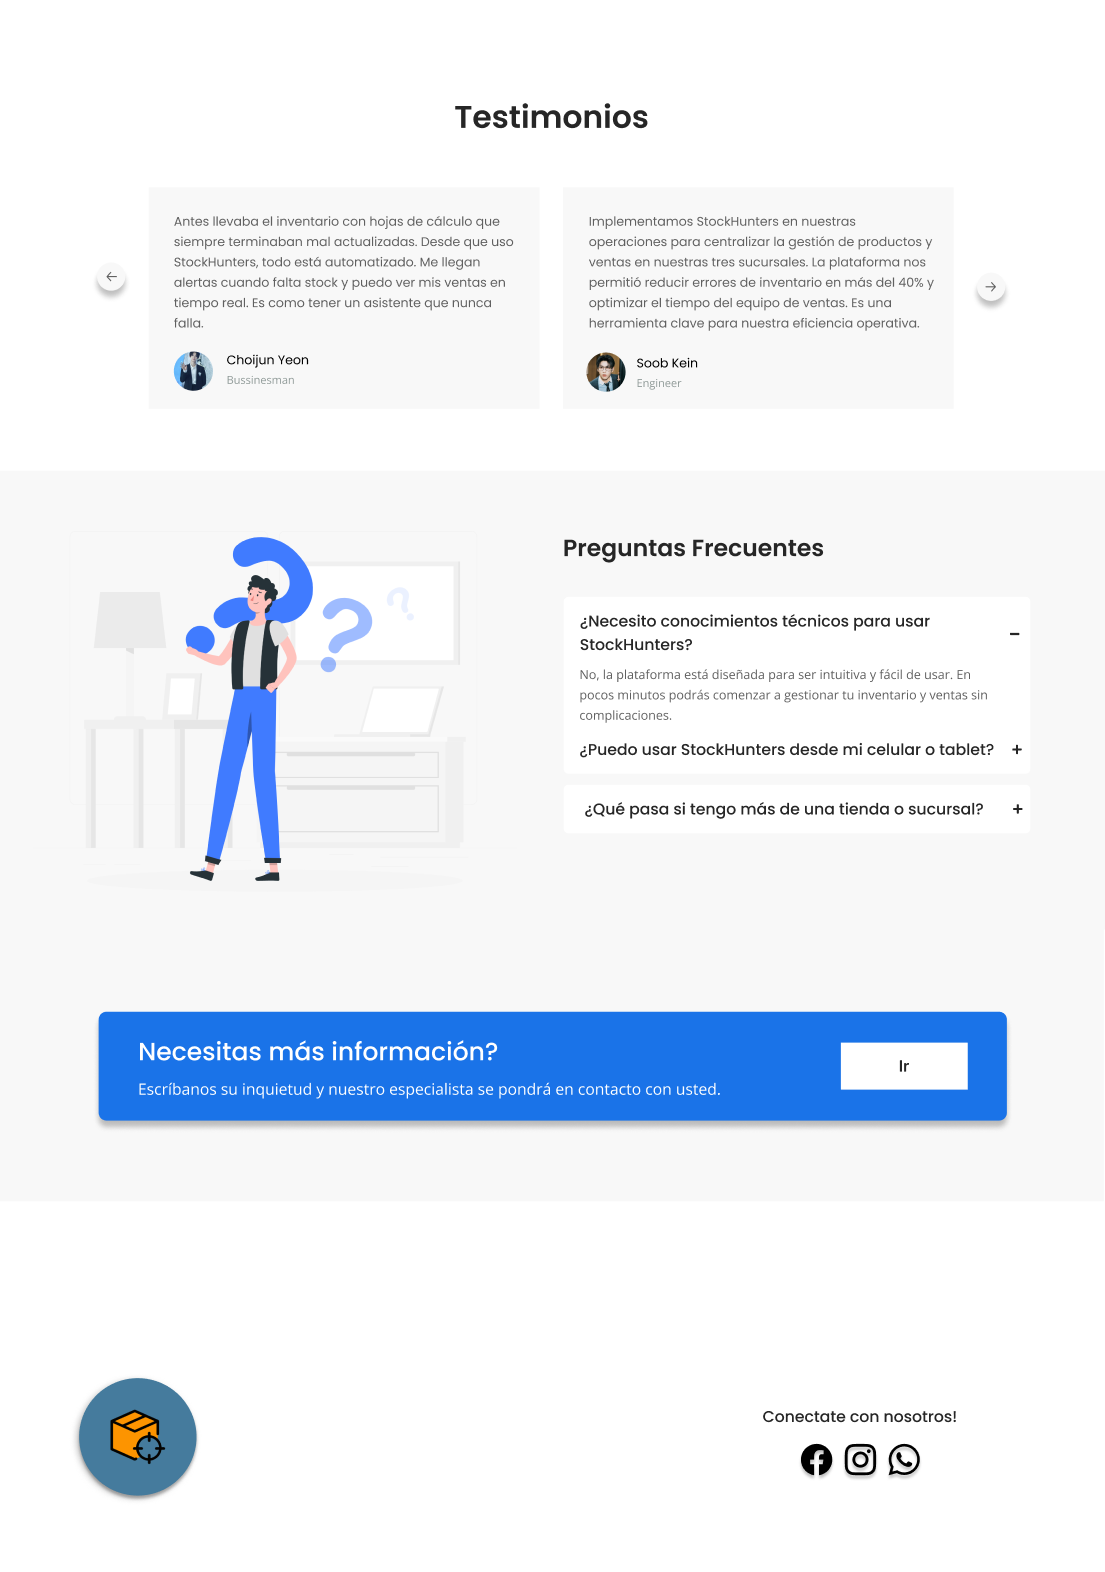 Testimonios
Antes llevaba el inventario con hojas de cálculo que
siempre terminaban mal actualizadas. Desde que uso
StockHunters, todo está automatizado. Me llegan
alertas cuando falta stock y puedo ver mis ventas en
tiempo real. Es como tener un asistente que nunca
falla.
Choijun Yeon
Bussinesman
Implementamos StockHunters en nuestras
operaciones para centralizar la gestión de productos y
ventas en nuestras tres sucursales. La plataforma nos
permitió reducir errores de inventario en más del 40% y
optimizar el tiempo del equipo de ventas. Es una
herramienta clave para nuestra eficiencia operativa.
Soob Kein
Engineer
Preguntas Frecuentes
¿Necesito conocimientos técnicos para usar
StockHunters?
No, la plataforma está diseñada para ser intuitiva y fácil de usar. En
pocos minutos podrás comenzar a gestionar tu inventario y ventas sin
complicaciones.
¿Puedo usar StockHunters desde mi celular o tablet?
¿Qué pasa si tengo más de una tienda o sucursal?
Necesitas más información?
Escríbanos su inquietud y nuestro especialista se pondrá en contacto con usted.
Ir
Conectate con nosotros!